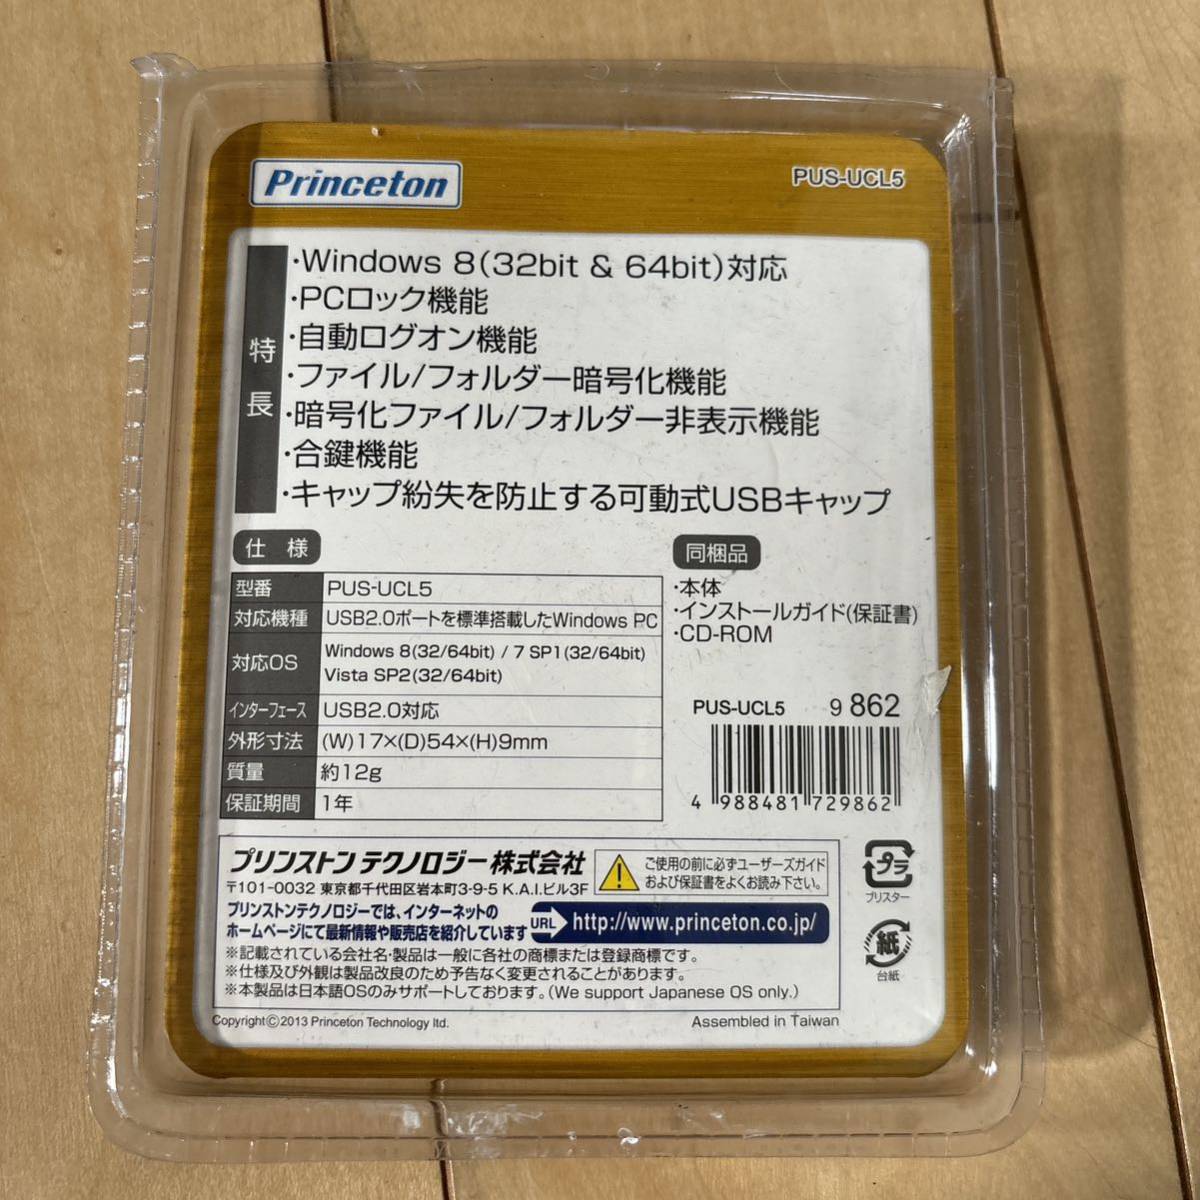 Princeton
PUS-UCL5
特長
・Windows 8(32bit & 64bit)対応
・PCロック機能
・自動ログオン機能
・ファイル/フォルダー暗号化機能
・暗号化ファイル/フォルダー非表示機能
・合鍵機能
・キャップ紛失を防止する可動式USBキャップ
仕様
型番 PUS-UCL5
対応機種 USB2.0ポートを標準搭載したWindows PC
対応OS Windows 8(32/64bit) / 7 SP1(32/64bit)
Vista SP2(32/64bit)
インターフェース USB2.0対応
外形寸法 (W)17×(D)54×(H)9mm
質量 約12g
保証期間 1年
同梱品
・本体
・インストールガイド(保証書)
・CD-ROM
PUS-UCL5 9 862
4 988481 729862
プリンストンテクノロジー株式会社
〒101-0032 東京都千代田区岩本町3-9-5 K.A.I.ビル3F
ご使用の前に必ずユーザーズガイド
および保証書をよくお読み下さい。
プリンストンテクノロジーでは、インターネットの
ホームページにて最新情報や販売店を紹介しています
URL http://www.princeton.co.jp/
※記載されている会社名・製品は一般に各社の商標または登録商標です。
※仕様及び外観は製品改良のため予告なく変更されることがあります。
※本製品は日本語OSのみサポートしております。(We support Japanese OS only.)
プラ
ブリスター
紙
台紙
Copyright©2013 Princeton Technology ltd.
Assembled in Taiwan